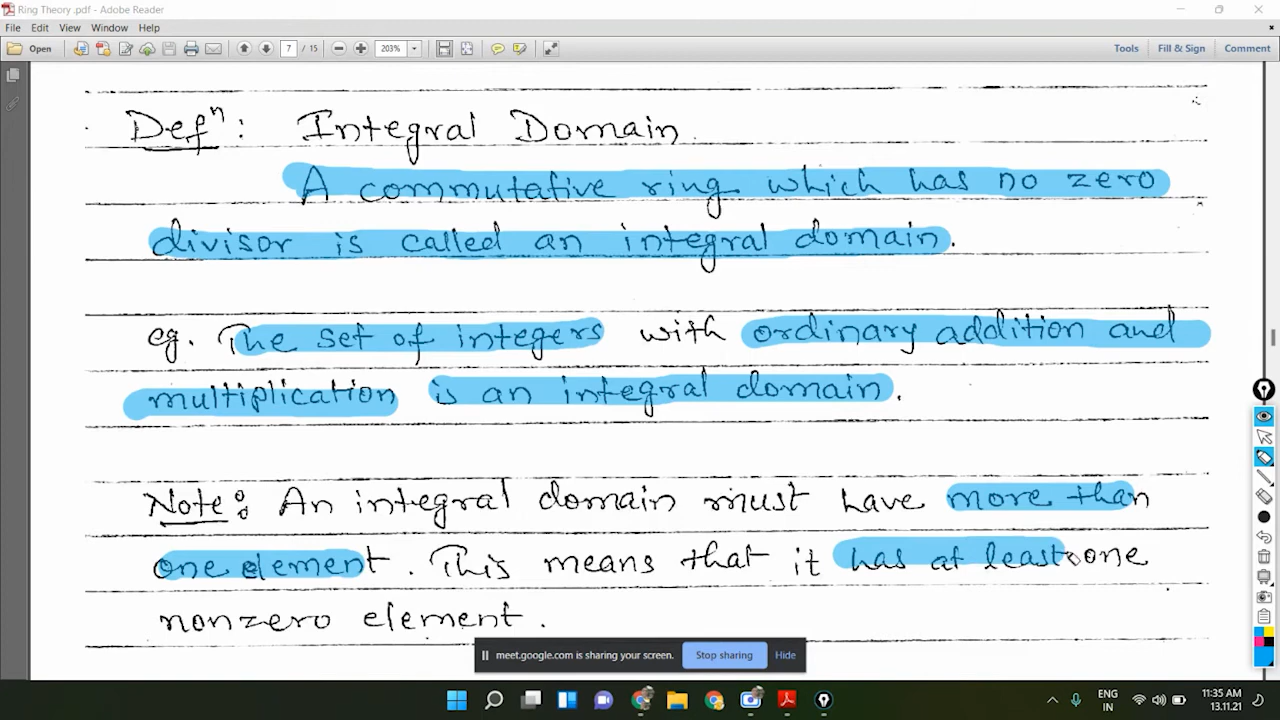 Ring Theory .pdf - Adobe Reader
File Edit View Window Help
Open 7 / 15 203% Tools Fill & Sign Comment
Defⁿ: Integral Domain.
A commutative ring which has no zero
divisor is called an integral domain.
eg. The set of integers with ordinary addition and
multiplication is an integral domain.
Note: An integral domain must have more than
one element. This means that it has at least one
nonzero element.
meet.google.com is sharing your screen. Stop sharing Hide
ENG 11:35 AM
IN 13.11.21